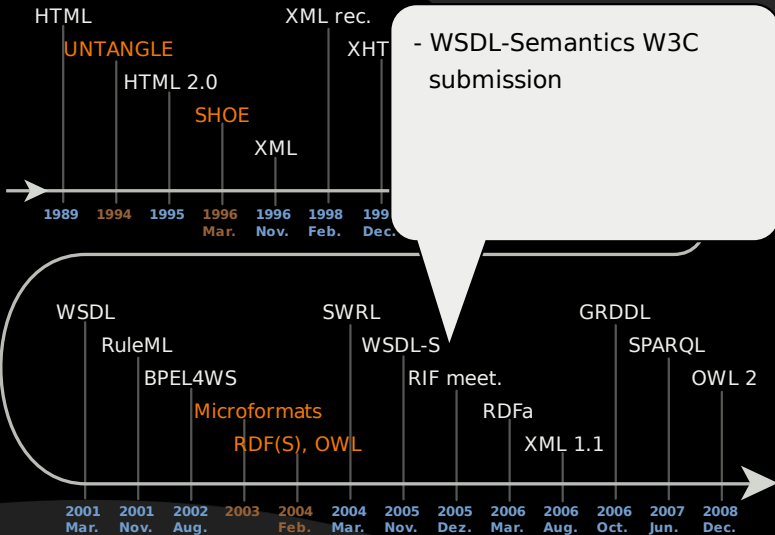 HTML
UNTANGLE
HTML 2.0
SHOE
XML
XML rec.
XHT
- WSDL-Semantics W3C
submission
1989 1994 1995 1996 1996 1998 199
Mar. Nov. Feb. Dec.
WSDL
RuleML
BPEL4WS
Microformats
RDF(S), OWL
SWRL
WSDL-S
RIF meet.
RDFa
XML 1.1
GRDDL
SPARQL
OWL 2
2001 2001 2002 2003 2004 2004 2005 2005 2006 2006 2006 2007 2008
Mar. Nov. Aug. Feb. Mar. Nov. Dez. Mar. Aug. Oct. Jun. Dec.